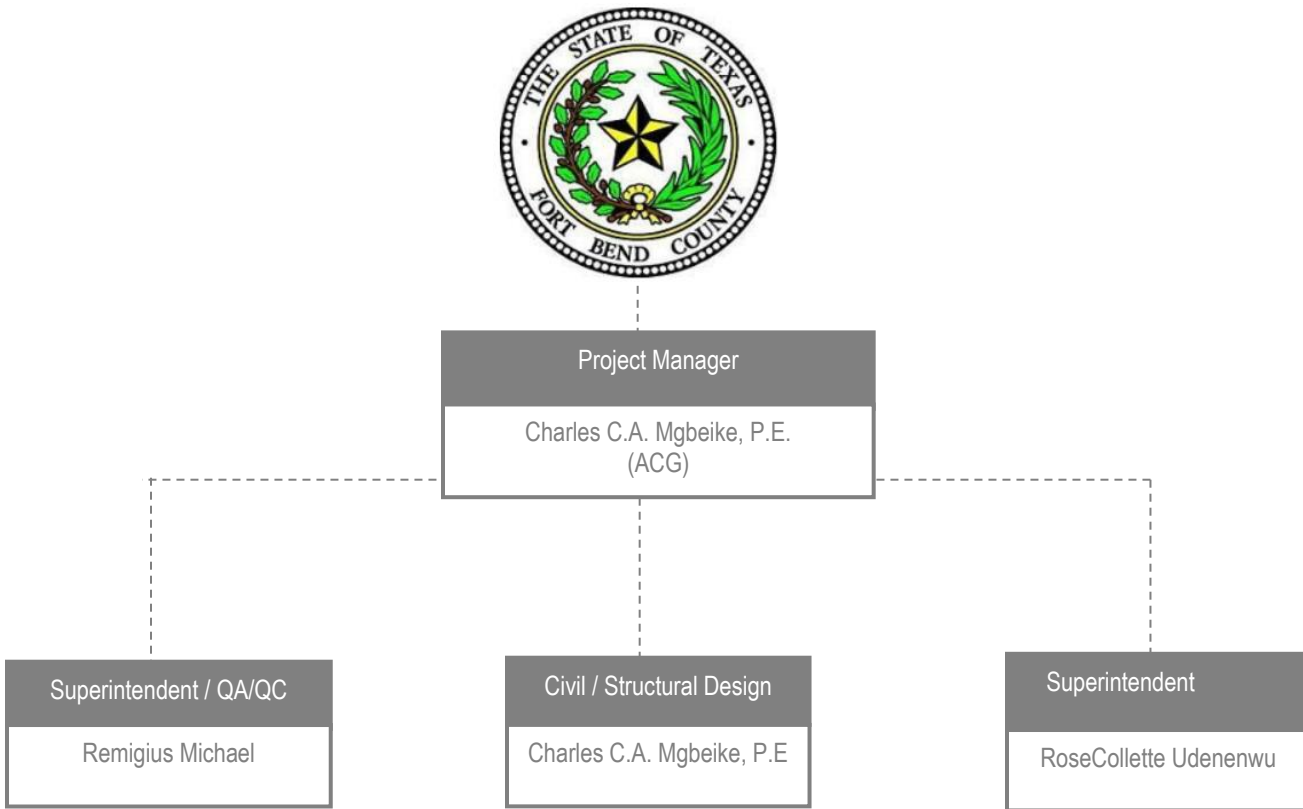 THE STATE OF TEXAS
FORT BEND COUNTY
Project Manager
Charles C.A. Mgbeike, P.E.
(ACG)
Superintendent / QA/QC
Remigius Michael
Civil / Structural Design
Charles C.A. Mgbeike, P.E
Superintendent
RoseCollette Udenenwu